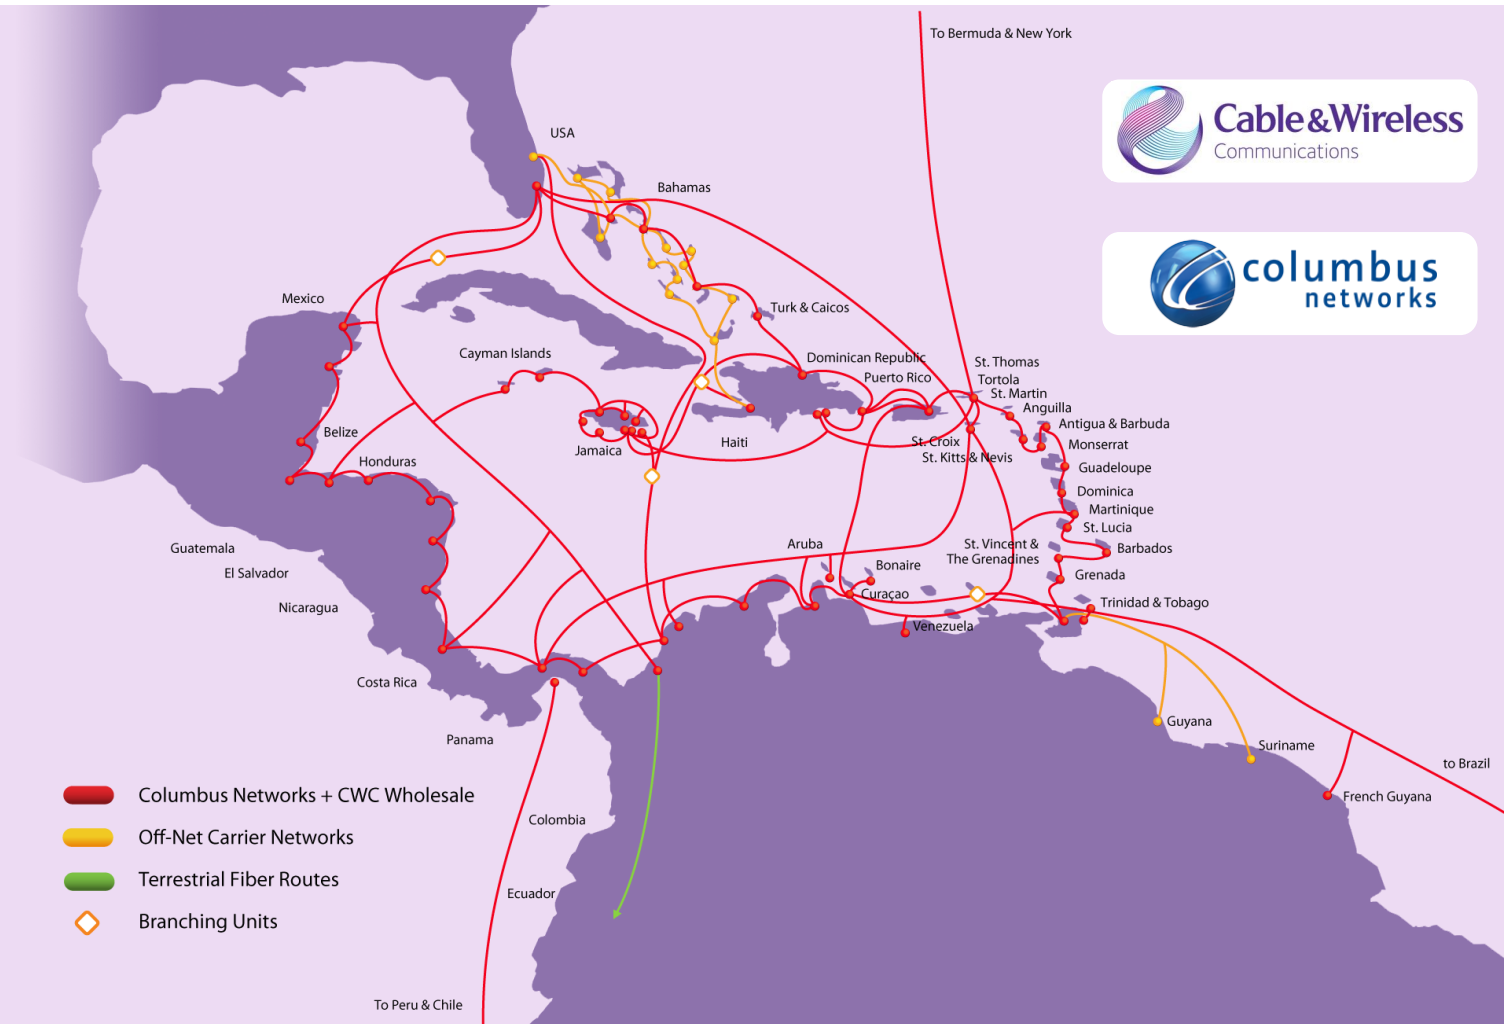 To Bermuda & New York
Cable&Wireless
Communications
USA
Bahamas
columbus
networks
Mexico
Turk & Caicos
Cayman Islands
Dominican Republic
Puerto Rico
St. Thomas
Tortola
St. Martin
Anguilla
Antigua & Barbuda
Monserrat
Belize
Jamaica
Haiti
St. Croix
St. Kitts & Nevis
Honduras
Guadeloupe
Dominica
Martinique
St. Lucia
Barbados
Guatemala
El Salvador
Nicaragua
Aruba
Bonaire
Curaçao
St. Vincent &
The Grenadines
Grenada
Trinidad & Tobago
Venezuela
Costa Rica
Panama
Guyana
Suriname
to Brazil
French Guyana
Columbus Networks + CWC Wholesale
Off-Net Carrier Networks
Terrestrial Fiber Routes
Branching Units
Colombia
Ecuador
To Peru & Chile